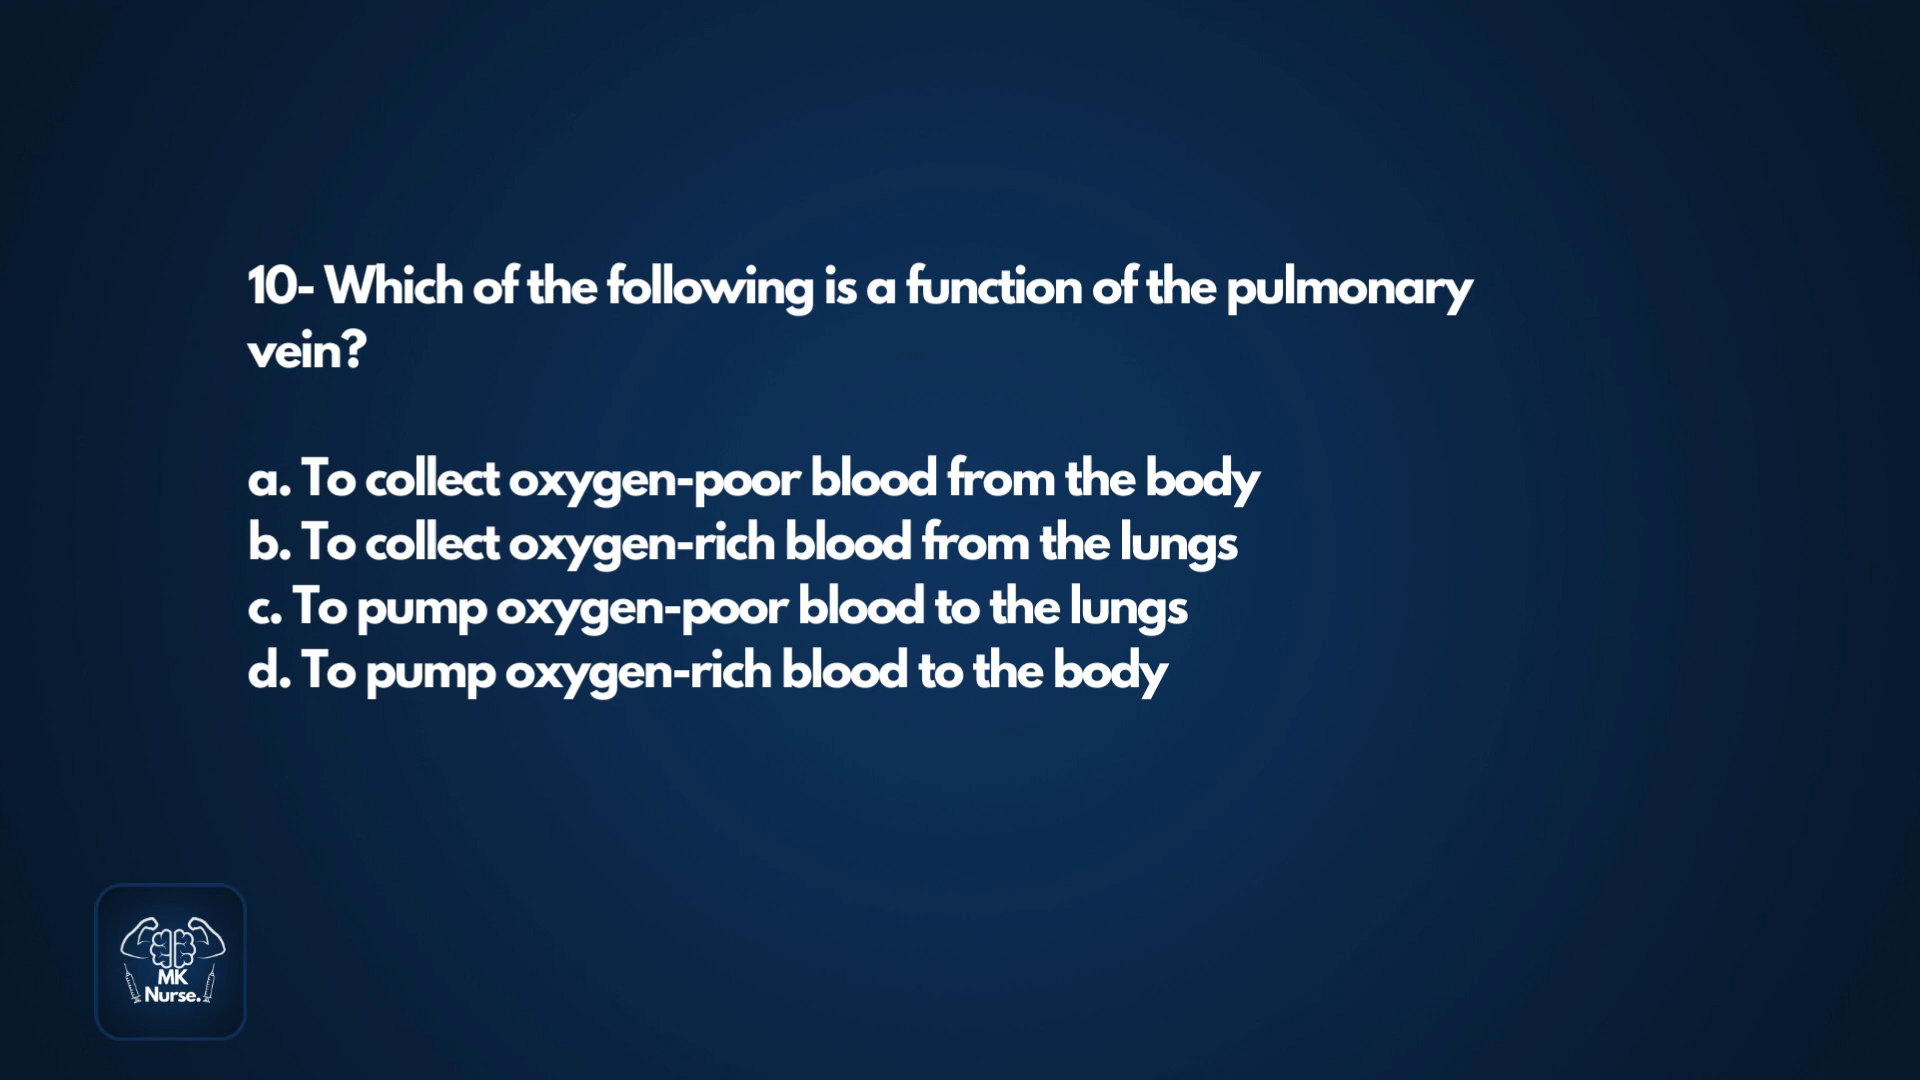 10- Which of the following is a function of the pulmonary
vein?
a. To collect oxygen-poor blood from the body
b. To collect oxygen-rich blood from the lungs
c. To pump oxygen-poor blood to the lungs
d. To pump oxygen-rich blood to the body
MK
Nurse.